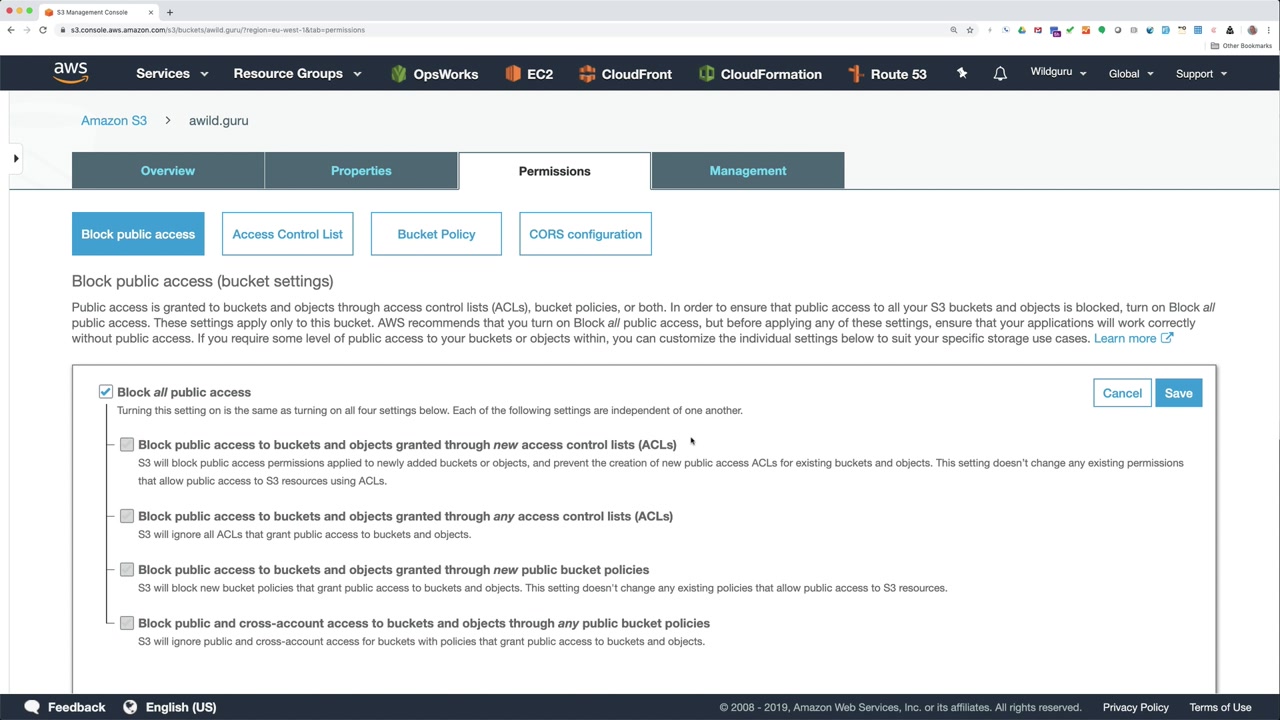 S3 Management Console
s3.console.aws.amazon.com/s3/buckets/awild.guru/?region=eu-west-1&tab=permissions
Other Bookmarks
aws Services Resource Groups OpsWorks EC2 CloudFront CloudFormation Route 53 Wildguru Global Support
Amazon S3 > awild.guru
Overview Properties Permissions Management
Block public access Access Control List Bucket Policy CORS configuration
Block public access (bucket settings)
Public access is granted to buckets and objects through access control lists (ACLs), bucket policies, or both. In order to ensure that public access to all your S3 buckets and objects is blocked, turn on Block all
public access. These settings apply only to this bucket. AWS recommends that you turn on Block all public access, but before applying any of these settings, ensure that your applications will work correctly
without public access. If you require some level of public access to your buckets or objects within, you can customize the individual settings below to suit your specific storage use cases. Learn more
Block all public access Cancel Save
Turning this setting on is the same as turning on all four settings below. Each of the following settings are independent of one another.
Block public access to buckets and objects granted through new access control lists (ACLs)
S3 will block public access permissions applied to newly added buckets or objects, and prevent the creation of new public access ACLs for existing buckets and objects. This setting doesn't change any existing permissions
that allow public access to S3 resources using ACLs.
Block public access to buckets and objects granted through any access control lists (ACLs)
S3 will ignore all ACLs that grant public access to buckets and objects.
Block public access to buckets and objects granted through new public bucket policies
S3 will block new bucket policies that grant public access to buckets and objects. This setting doesn't change any existing policies that allow public access to S3 resources.
Block public and cross-account access to buckets and objects through any public bucket policies
S3 will ignore public and cross-account access for buckets with policies that grant public access to buckets and objects.
Feedback English (US) © 2008 - 2019, Amazon Web Services, Inc. or its affiliates. All rights reserved. Privacy Policy Terms of Use